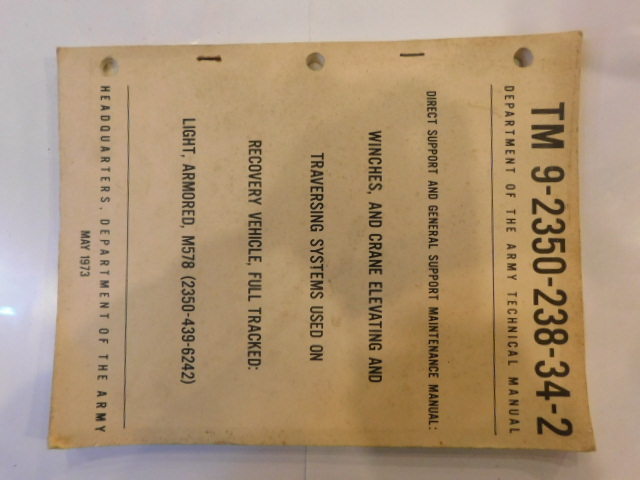 TM 9-2350-238-34-2
DEPARTMENT OF THE ARMY TECHNICAL MANUAL
DIRECT SUPPORT AND GENERAL SUPPORT MAINTENANCE MANUAL:
WINCHES, AND CRANE ELEVATING AND
TRAVERSING SYSTEMS USED ON
RECOVERY VEHICLE, FULL TRACKED:
LIGHT, ARMORED, M578 (2350-439-6242)
HEADQUARTERS, DEPARTMENT OF THE ARMY
MAY 1973